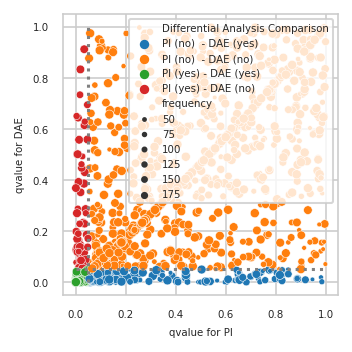 Differential Analysis Comparison
PI (no)  - DAE (yes)
PI (no)  - DAE (no)
PI (yes) - DAE (yes)
PI (yes) - DAE (no)
frequency
50
75
100
125
150
175
1.0
0.8
0.6
0.4
0.2
0.0
qvalue for DAE
0.0 0.2 0.4 0.6 0.8 1.0
qvalue for PI